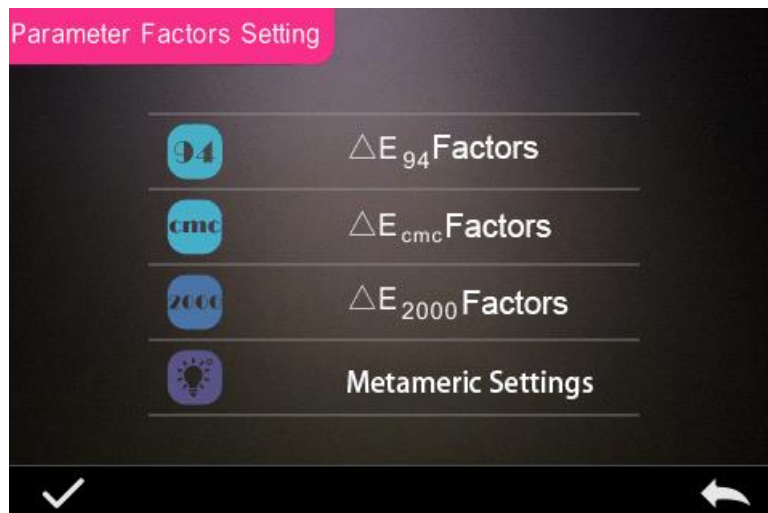 Parameter Factors Setting
94 △E94Factors
cmc △EcmcFactors
2000 △E2000Factors
Metameric Settings